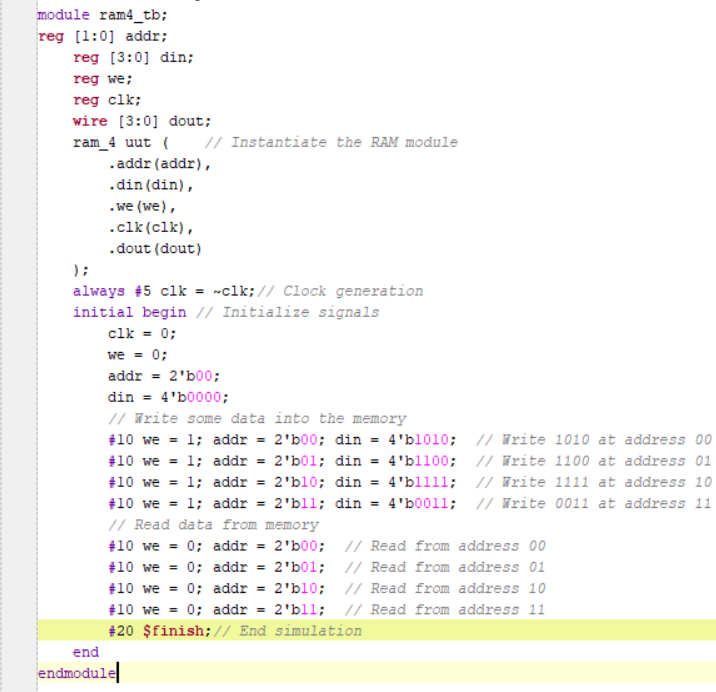 module ram4_tb;
reg [1:0] addr;
reg [3:0] din;
reg we;
reg clk;
wire [3:0] dout;
ram_4 uut ( // Instantiate the RAM module
.addr(addr),
.din(din),
.we(we),
.clk(clk),
.dout(dout)
);
always #5 clk = ~clk;// Clock generation
initial begin // Initialize signals
clk = 0;
we = 0;
addr = 2'b00;
din = 4'b0000;
// Write some data into the memory
#10 we = 1; addr = 2'b00; din = 4'b1010; // Write 1010 at address 00
#10 we = 1; addr = 2'b01; din = 4'b1100; // Write 1100 at address 01
#10 we = 1; addr = 2'b10; din = 4'b1111; // Write 1111 at address 10
#10 we = 1; addr = 2'b11; din = 4'b0011; // Write 0011 at address 11
// Read data from memory
#10 we = 0; addr = 2'b00; // Read from address 00
#10 we = 0; addr = 2'b01; // Read from address 01
#10 we = 0; addr = 2'b10; // Read from address 10
#10 we = 0; addr = 2'b11; // Read from address 11
#20 $finish;// End simulation
end
endmodule